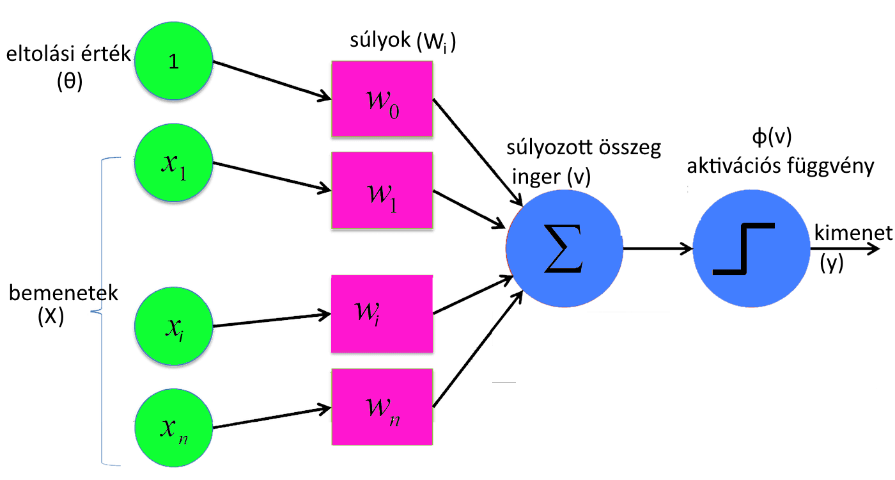 eltolási érték
(θ)
1
súlyok (Wᵢ)
w₀
x₁
w₁
súlyozott összeg
inger (v)
Σ
ϕ(v)
aktivációs függvény
kimenet
(y)
bemenetek
(X)
xᵢ
wᵢ
xₙ
wₙ